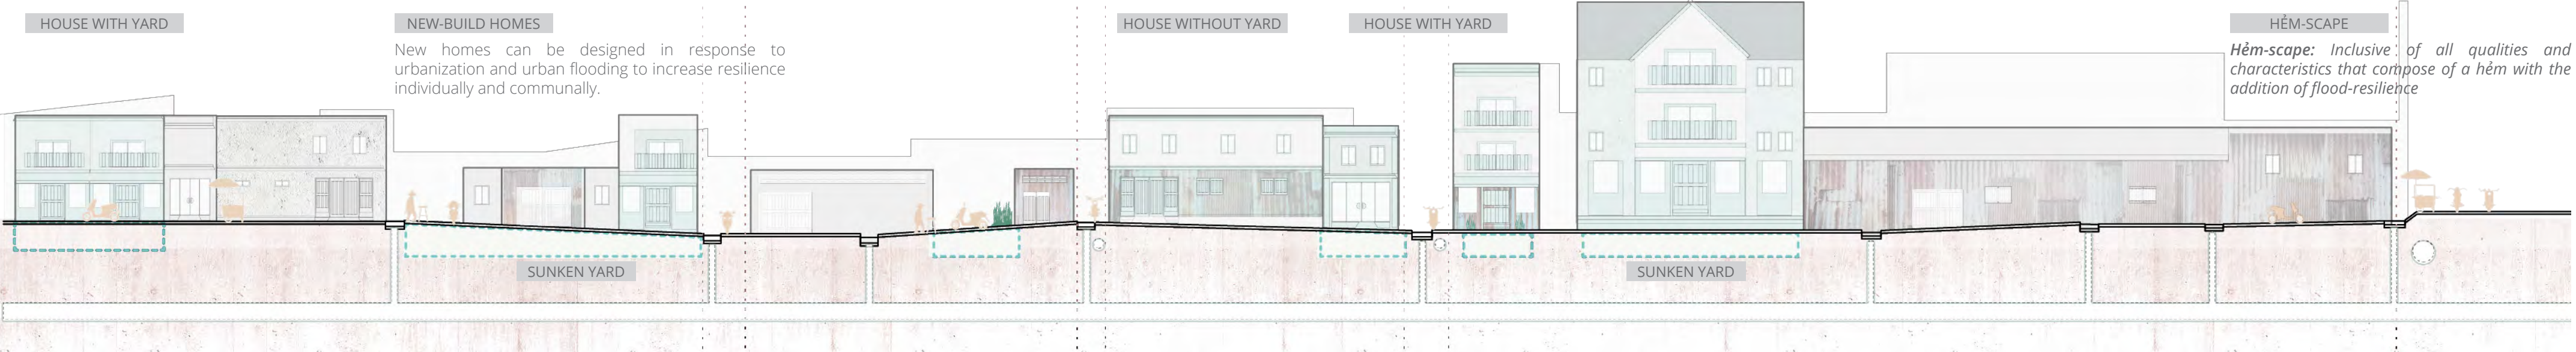 HOUSE WITH YARD
NEW-BUILD HOMES
New homes can be designed in response to
urbanization and urban flooding to increase resilience
individually and communally.
HOUSE WITHOUT YARD
HOUSE WITH YARD
HẺM-SCAPE
Hẻm-scape: Inclusive of all qualities and
characteristics that compose of a hẻm with the
addition of flood-resilience
SUNKEN YARD
SUNKEN YARD